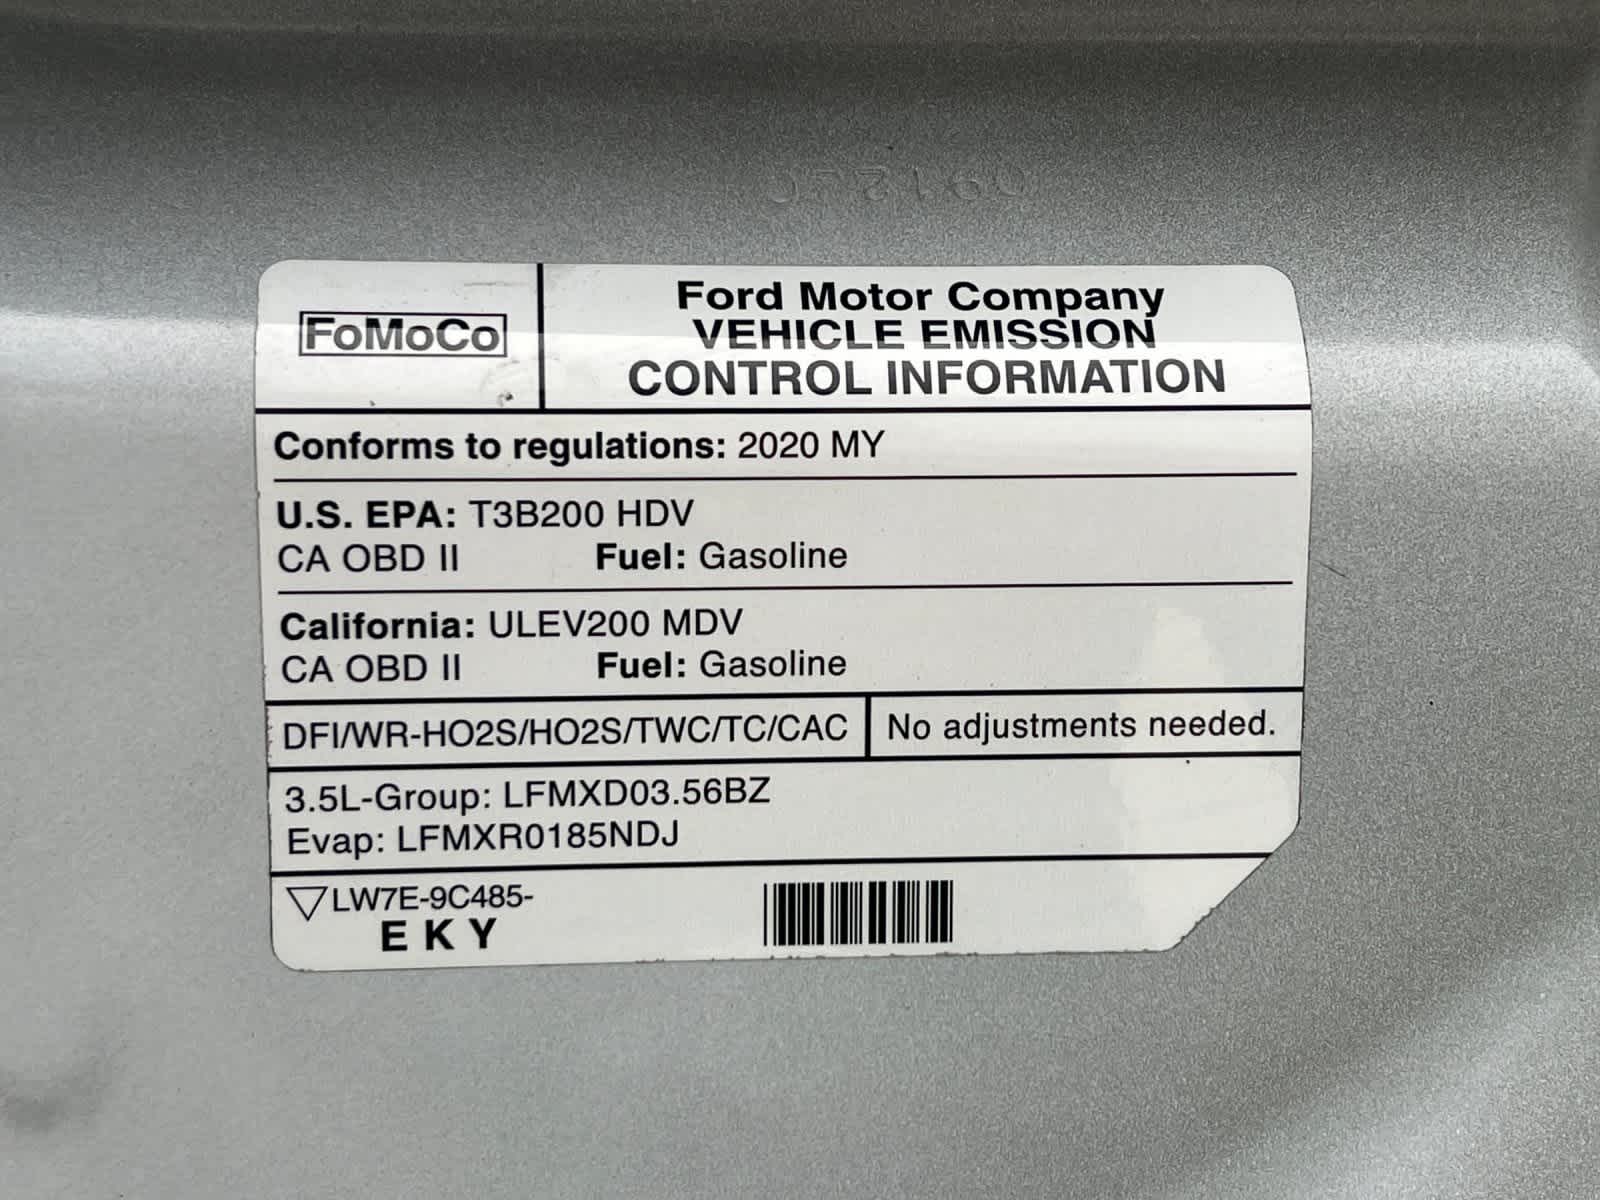 FoMoCo
Ford Motor Company
VEHICLE EMISSION
CONTROL INFORMATION
Conforms to regulations: 2020 MY
U.S. EPA: T3B200 HDV
CA OBD II Fuel: Gasoline
California: ULEV200 MDV
CA OBD II Fuel: Gasoline
DFI/WR-HO2S/HO2S/TWC/TC/CAC
No adjustments needed.
3.5L-Group: LFMXD03.56BZ
Evap: LFMXR0185NDJ
LW7E-9C485-
E K Y